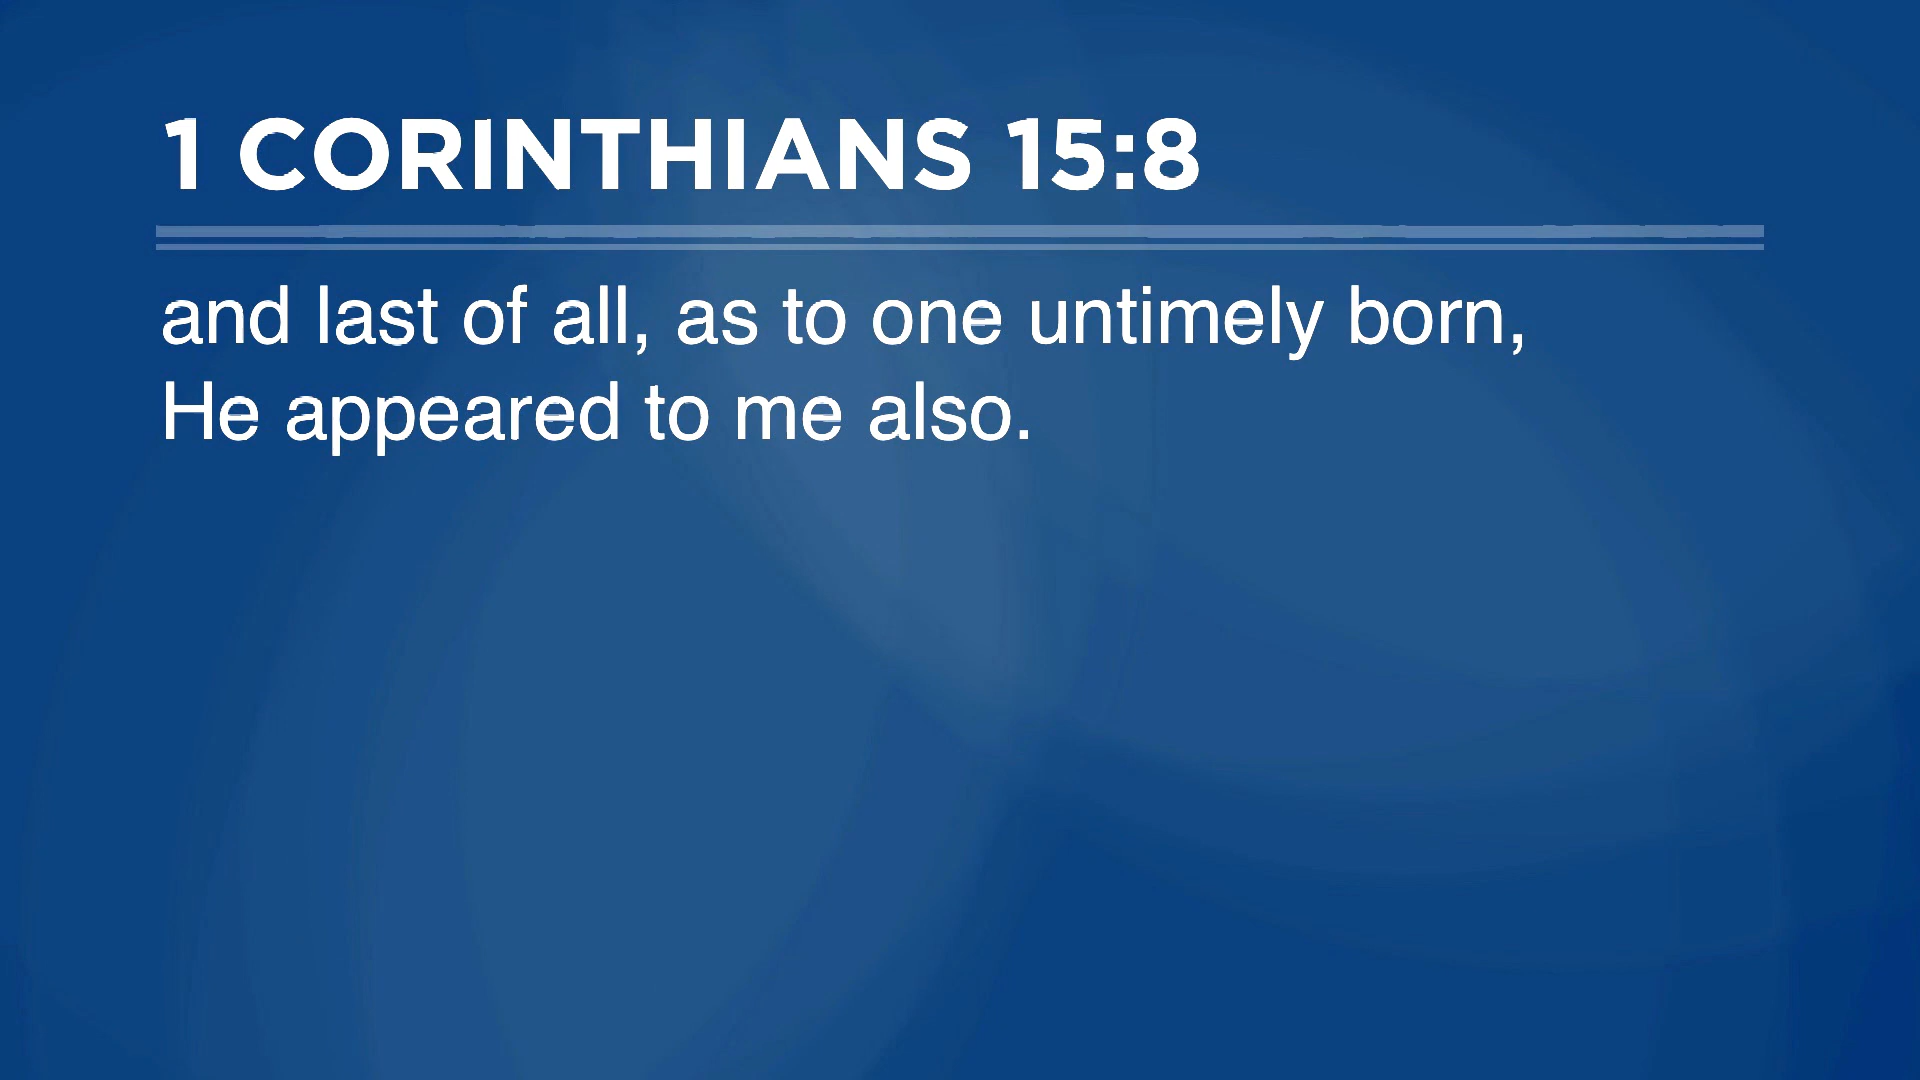 1 CORINTHIANS 15:8
and last of all, as to one untimely born,
He appeared to me also.